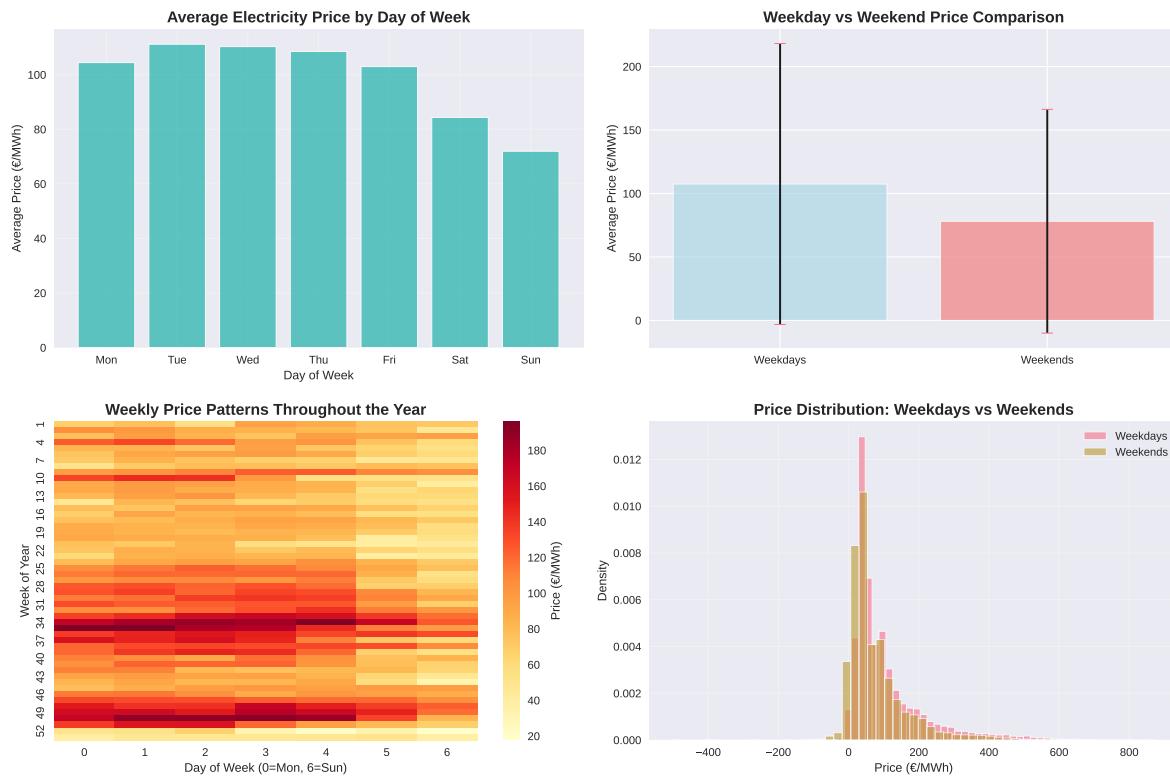 Average Electricity Price by Day of Week
Average Price (€/MWh)
100
80
60
40
20
0
Mon Tue Wed Thu Fri Sat Sun
Day of Week
Weekday vs Weekend Price Comparison
Average Price (€/MWh)
200
150
100
50
0
Weekdays Weekends
Weekly Price Patterns Throughout the Year
Week of Year
1
4
7
10
13
16
19
22
25
28
31
34
37
40
43
46
49
52
0 1 2 3 4 5 6
Day of Week (0=Mon, 6=Sun)
180
160
140
120
100
80
60
40
20
Price (€/MWh)
Price Distribution: Weekdays vs Weekends
Weekdays
Weekends
Density
0.012
0.010
0.008
0.006
0.004
0.002
0.000
−400 −200 0 200 400 600 800
Price (€/MWh)